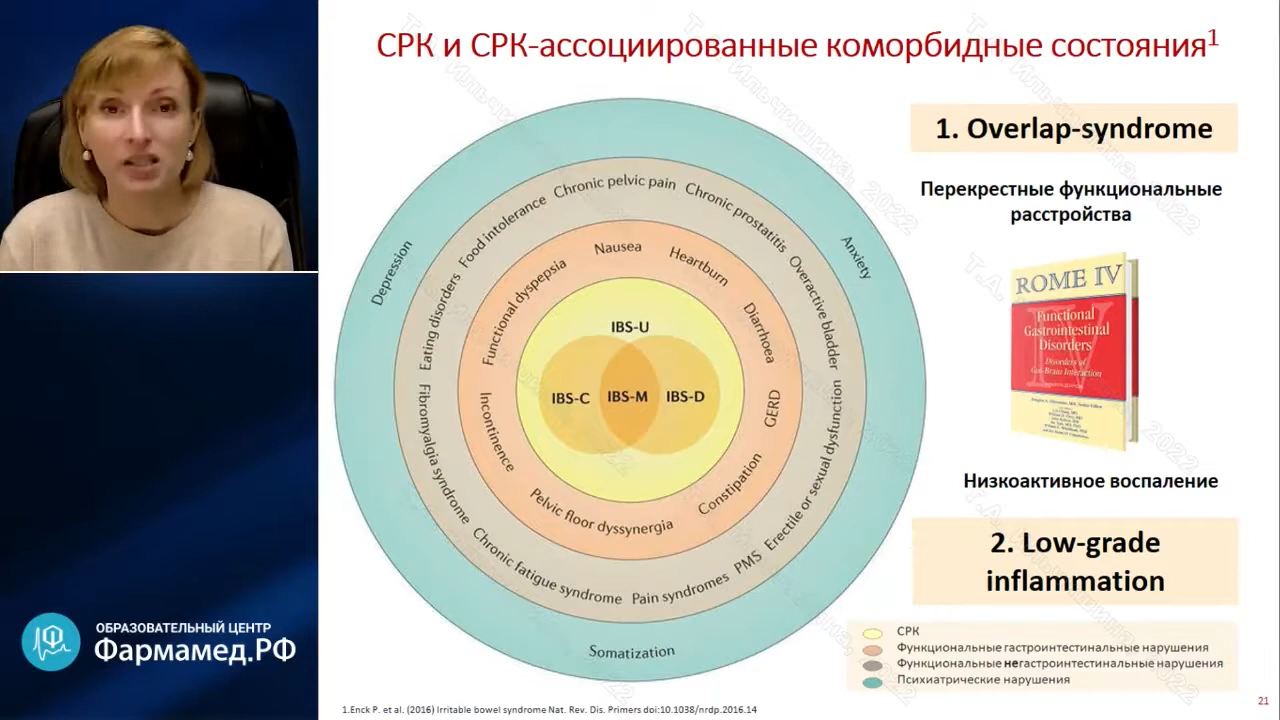 СРК и СРК-ассоциированные коморбидные состояния1
1. Overlap-syndrome
Перекрестные функциональные
расстройства
ROME IV
Functional
Gastrointestinal
Disorders
Disorders of
Gut-Brain Interaction
Низкоактивное воспаление
2. Low-grade
inflammation
Depression
Anxiety
Somatization
Eating disorders
Food intolerance
Chronic pelvic pain
Chronic prostatitis
Overactive bladder
Erectile or sexual dysfunction
PMS
Pain syndromes
Chronic fatigue syndrome
Fibromyalgia syndrome
Functional dyspepsia
Nausea
Heartburn
Diarrhoea
GERD
Constipation
Pelvic floor dyssynergia
Incontinence
IBS-U
IBS-C
IBS-M
IBS-D
СРК
Функциональные гастроинтестинальные нарушения
Функциональные негастроинтестинальные нарушения
Психиатрические нарушения
ОБРАЗОВАТЕЛЬНЫЙ ЦЕНТР
Фармамед.РФ
1.Enck P. et al. (2016) Irritable bowel syndrome Nat. Rev. Dis. Primers doi:10.1038/nrdp.2016.14
21